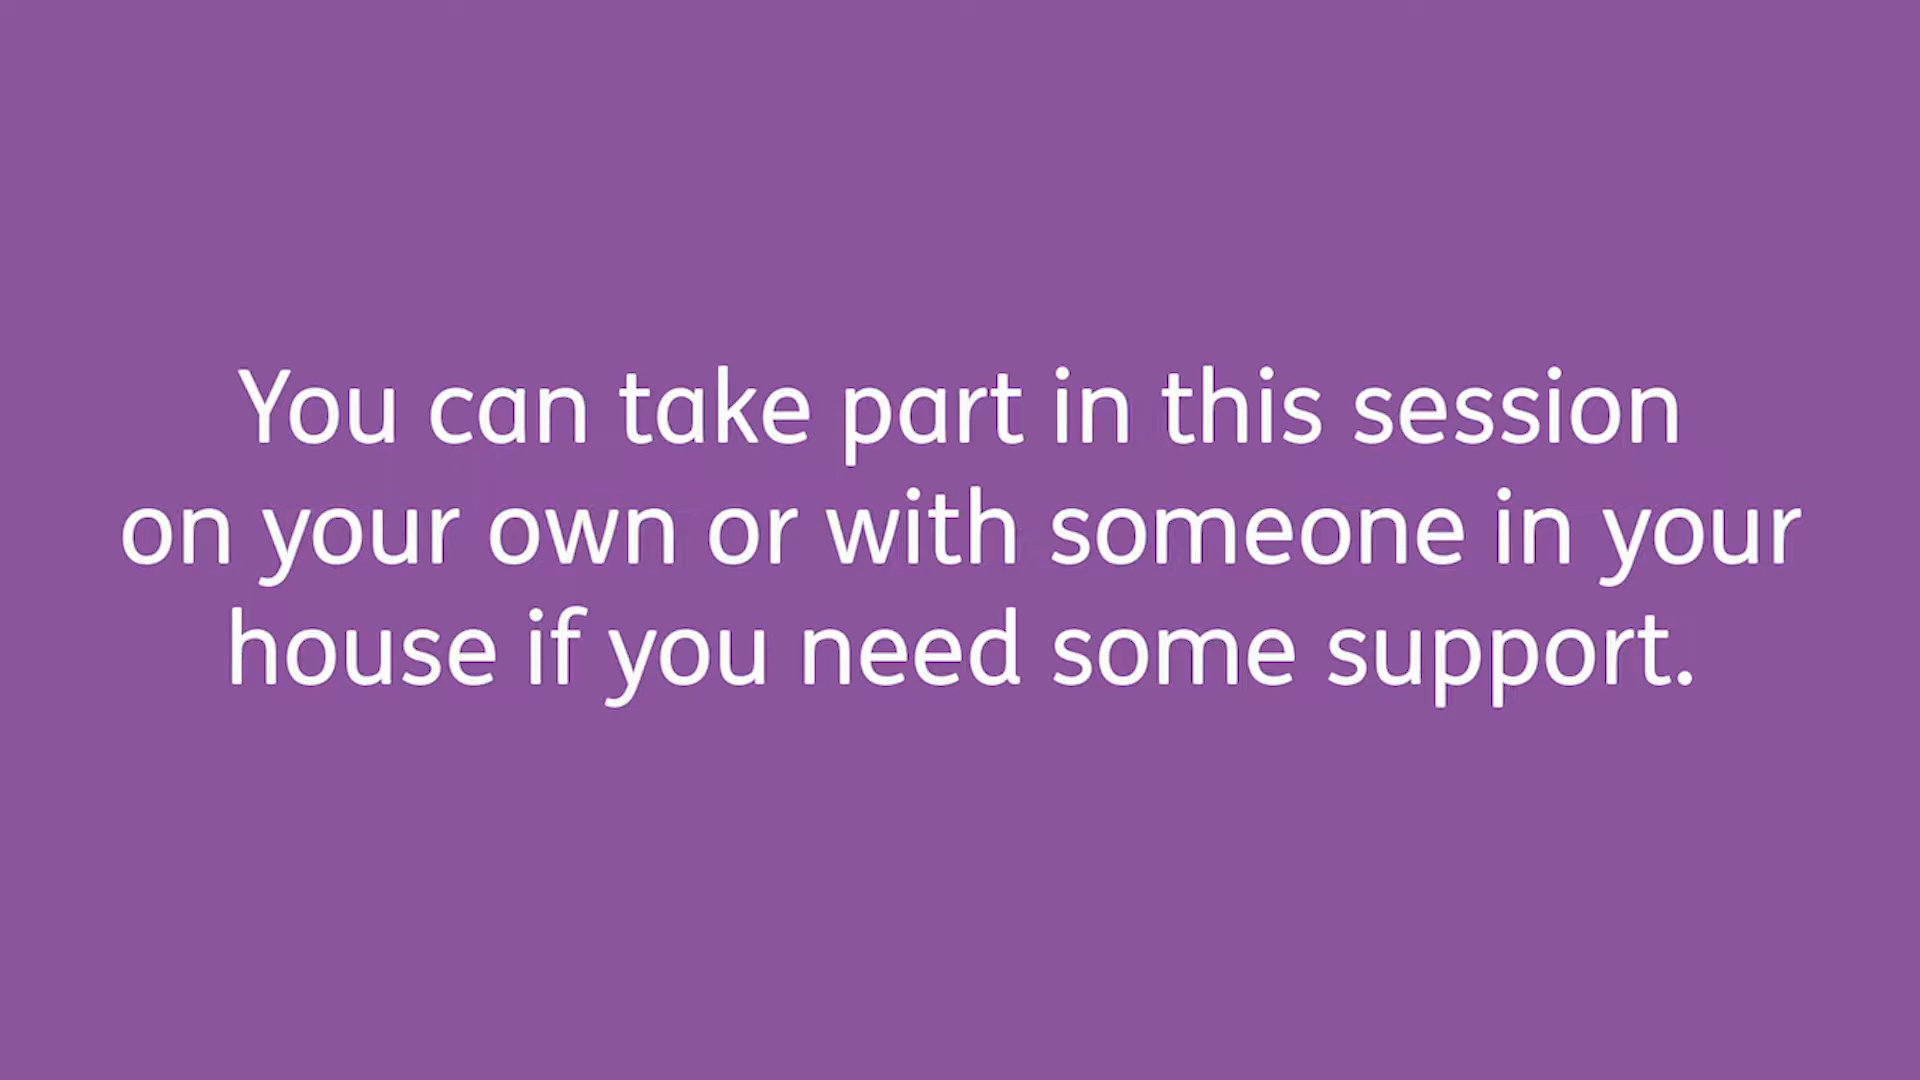 You can take part in this session
on your own or with someone in your
house if you need some support.